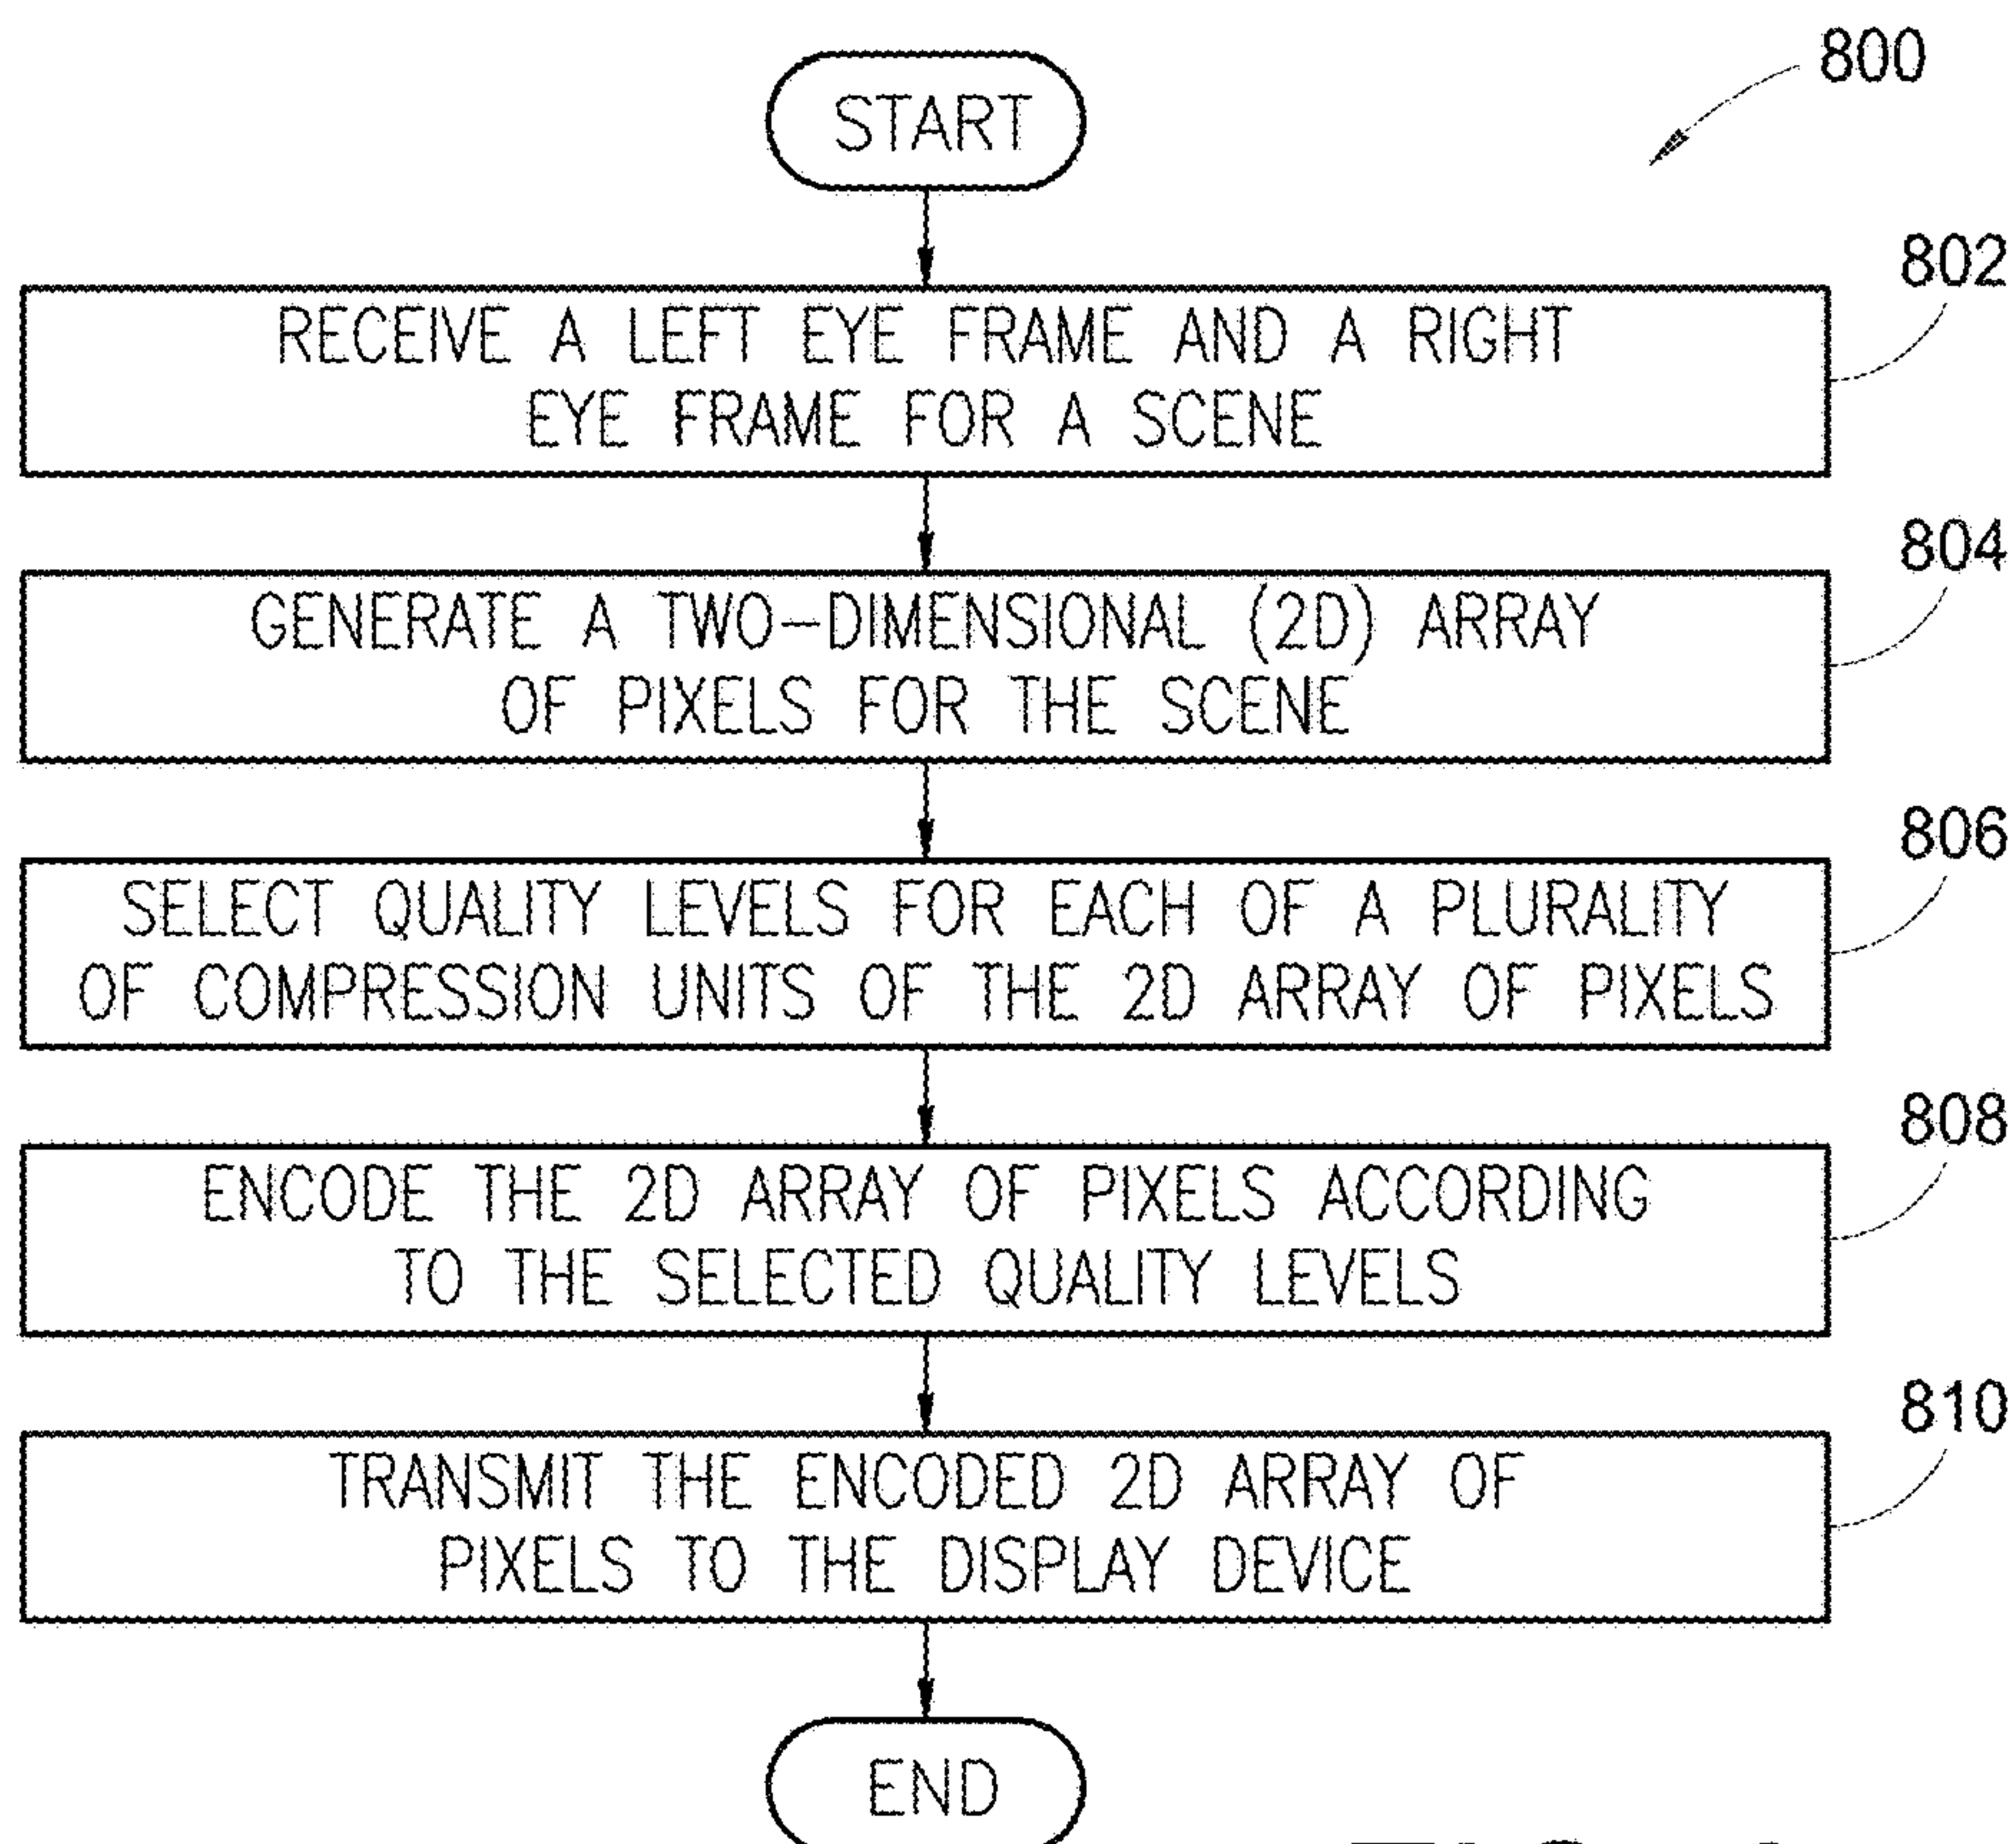 START
800
802
RECEIVE A LEFT EYE FRAME AND A RIGHT
EYE FRAME FOR A SCENE
804
GENERATE A TWO-DIMENSIONAL (2D) ARRAY
OF PIXELS FOR THE SCENE
806
SELECT QUALITY LEVELS FOR EACH OF A PLURALITY
OF COMPRESSION UNITS OF THE 2D ARRAY OF PIXELS
808
ENCODE THE 2D ARRAY OF PIXELS ACCORDING
TO THE SELECTED QUALITY LEVELS
810
TRANSMIT THE ENCODED 2D ARRAY OF
PIXELS TO THE DISPLAY DEVICE
END